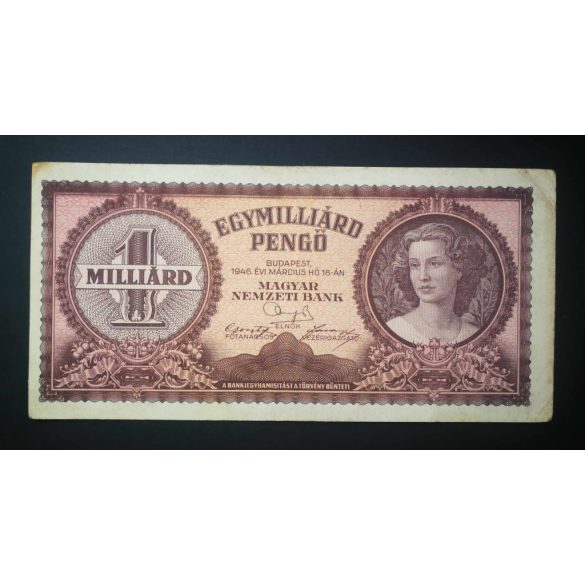 EGYMILLIÁRD
PENGŐ
BUDAPEST,
1946. ÉVI MÁRCIUS HÓ 18-ÁN
MAGYAR
NEMZETI BANK
1
MILLIÁRD
ELNÖK
FŐTANÁCSOS
VEZÉRIGAZGATÓ
A BANKJEGYHAMISÍTÁST A TÖRVÉNY BÜNTETI